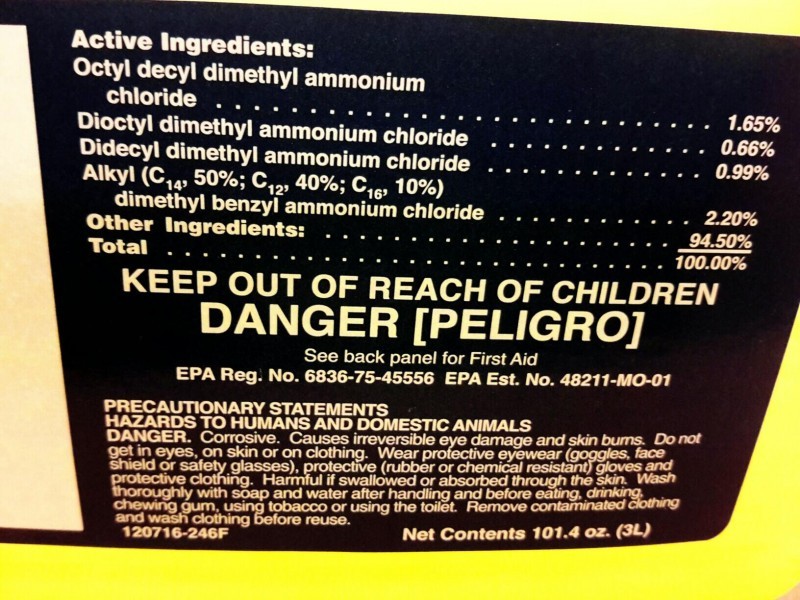 Active Ingredients:
Octyl decyl dimethyl ammonium
chloride . . . . . . . . . . . . . . . . . . . . . . . . . . . . . . . . 1.65%
Dioctyl dimethyl ammonium chloride . . . . . . . . . . . . . . . 0.66%
Didecyl dimethyl ammonium chloride . . . . . . . . . . . . . . . 0.99%
Alkyl (C14, 50%; C12, 40%; C16, 10%)
dimethyl benzyl ammonium chloride . . . . . . . . . . . . . 2.20%
Other Ingredients: . . . . . . . . . . . . . . . . . . . . . . . . 94.50%
Total . . . . . . . . . . . . . . . . . . . . . . . . . . . . . . . . . 100.00%
KEEP OUT OF REACH OF CHILDREN
DANGER [PELIGRO]
See back panel for First Aid
EPA Reg. No. 6836-75-45556 EPA Est. No. 48211-MO-01
PRECAUTIONARY STATEMENTS
HAZARDS TO HUMANS AND DOMESTIC ANIMALS
DANGER. Corrosive. Causes irreversible eye damage and skin burns. Do not
get in eyes, on skin or on clothing. Wear protective eyewear (goggles, face
shield or safety glasses), protective (rubber or chemical resistant) gloves and
protective clothing. Harmful if swallowed or absorbed through the skin. Wash
thoroughly with soap and water after handling and before eating, drinking,
chewing gum, using tobacco or using the toilet. Remove contaminated clothing
and wash clothing before reuse.
120716-246F Net Contents 101.4 oz. (3L)